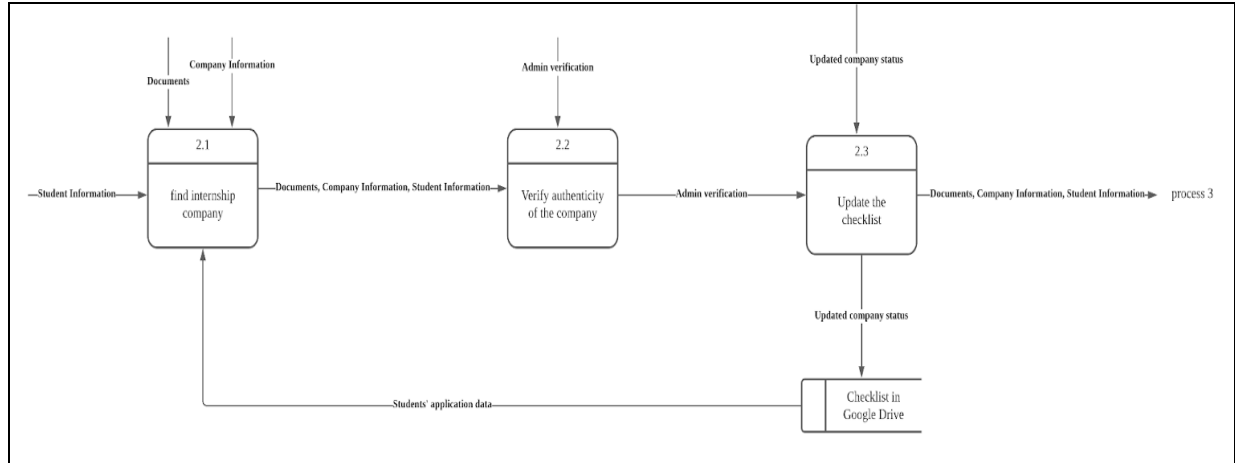 Updated company status
Company Information
Admin verification
Documents
2.1
2.2
2.3
Student Information
find internship
company
Documents, Company Information, Student Information
Verify authenticity
of the company
Admin verification
Update the
checklist
Documents, Company Information, Student Information
process 3
Updated company status
Students' application data
Checklist in
Google Drive